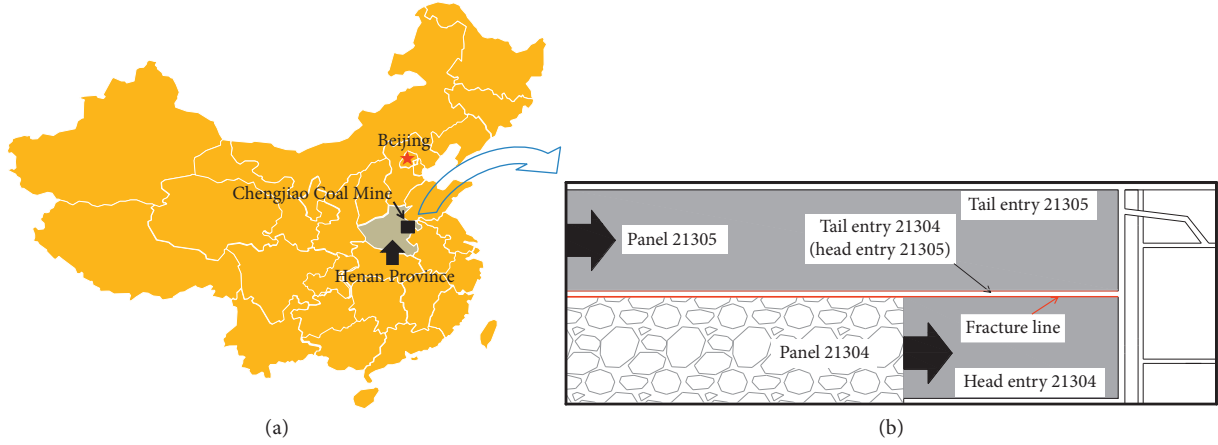 Beijing
Chengjiao Coal Mine
Henan Province
(a)
Tail entry 21305
Tail entry 21304
(head entry 21305)
Panel 21305
Fracture line
Panel 21304
Head entry 21304
(b)